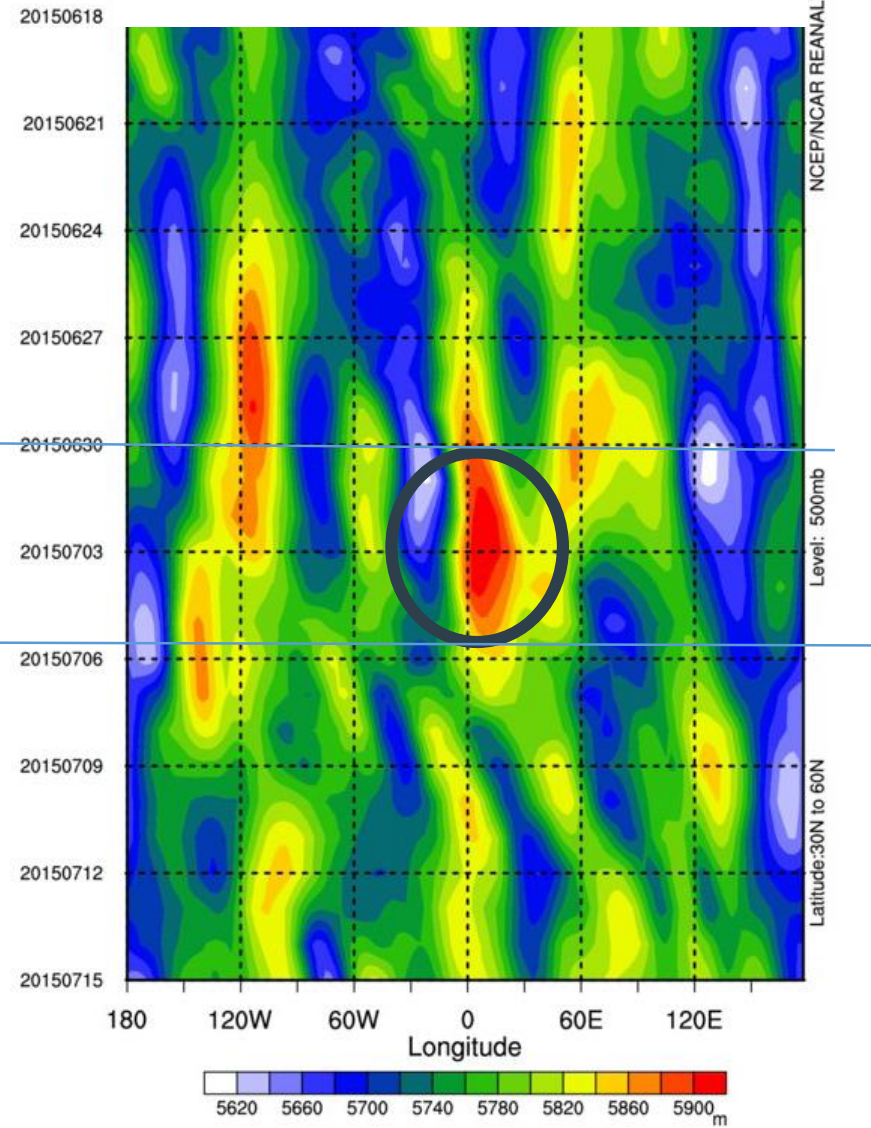 20150618
20150621
20150624
20150627
20150630
20150703
20150706
20150709
20150712
20150715
180 120W 60W 0 60E 120E
Longitude
5620 5660 5700 5740 5780 5820 5860 5900 m
NCEP/NCAR REANAL
Level: 500mb
Latitude:30N to 60N